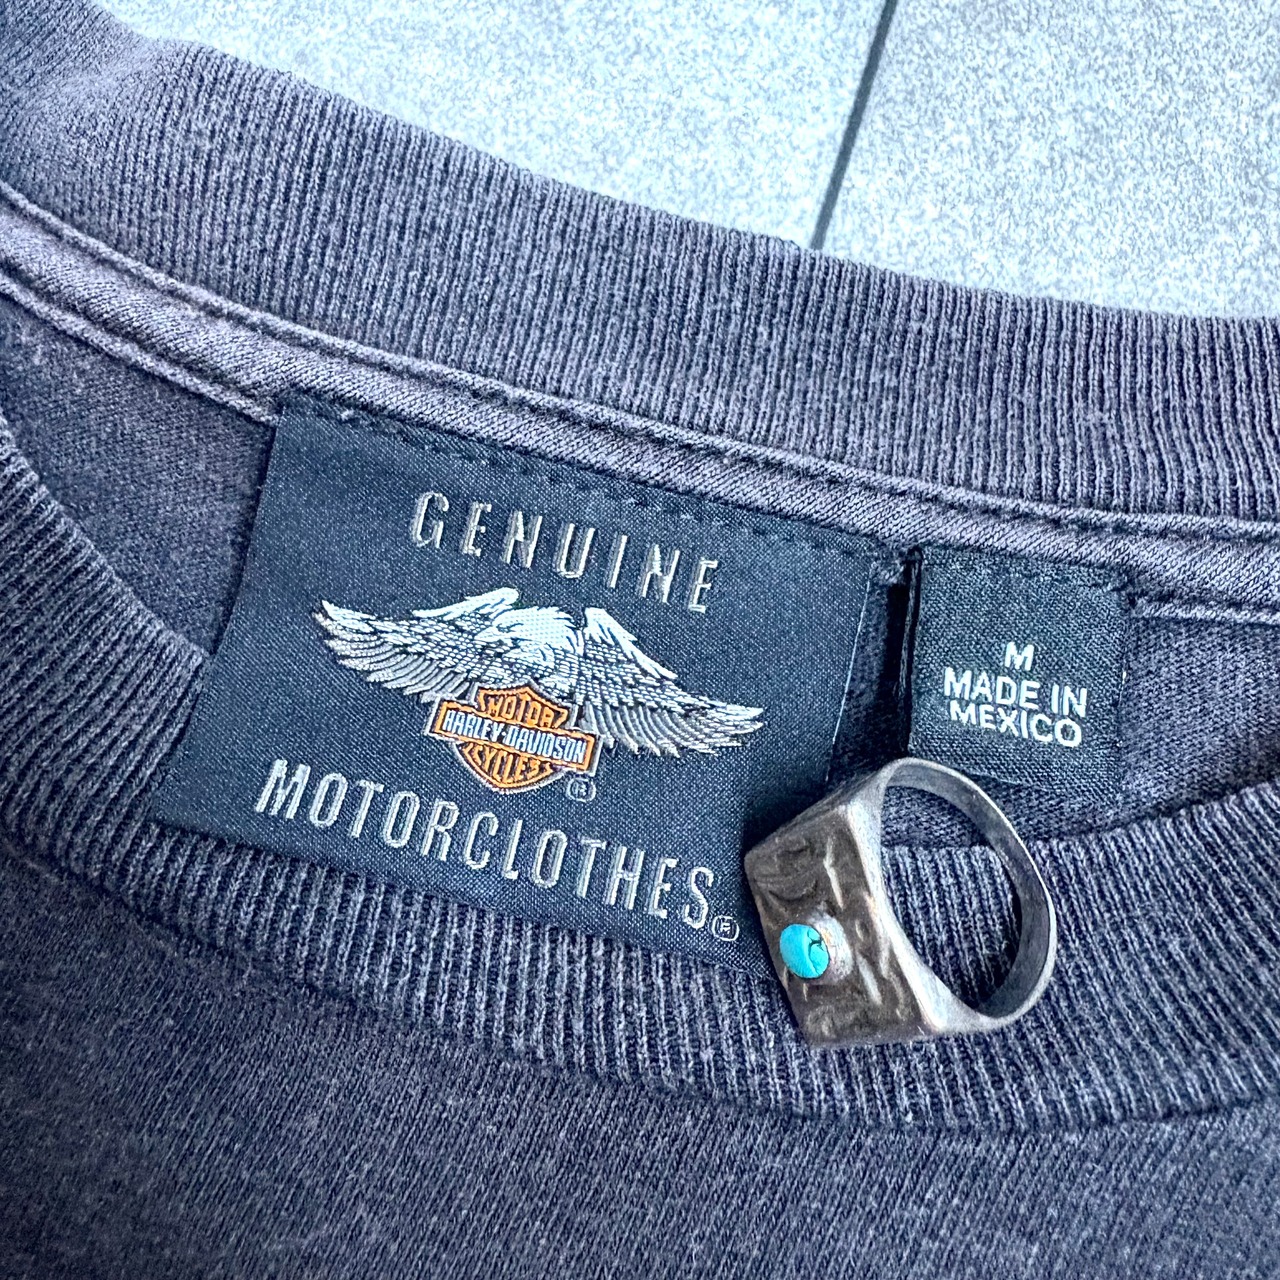 GENUINE
MOTOR
HARLEY-DAVIDSON
CYCLES
®
MOTORCLOTHES®
M
MADE IN
MEXICO